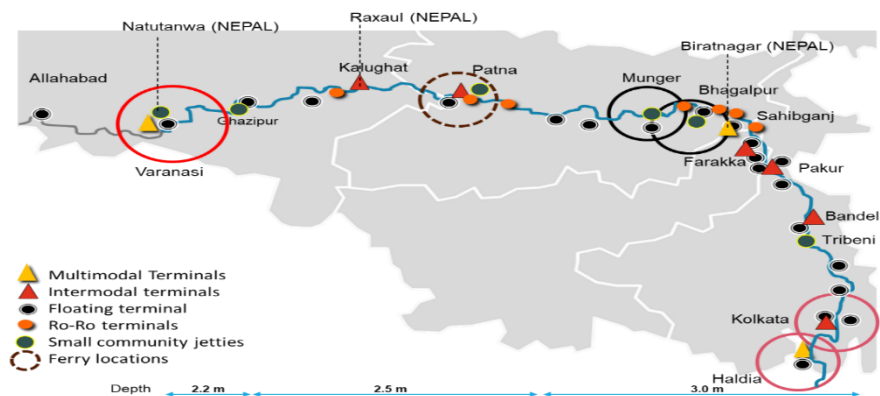 Natutanwa (NEPAL)
Raxaul (NEPAL)
Biratnagar (NEPAL)
Allahabad
Kalughat
Patna
Munger
Bhagalpur
Ghazipur
Sahibganj
Varanasi
Farakka
Pakur
Bandel
Tribeni
Multimodal Terminals
Intermodal terminals
Floating terminal
Ro-Ro terminals
Small community jetties
Ferry locations
Kolkata
Haldia
Depth 2.2 m 2.5 m 3.0 m